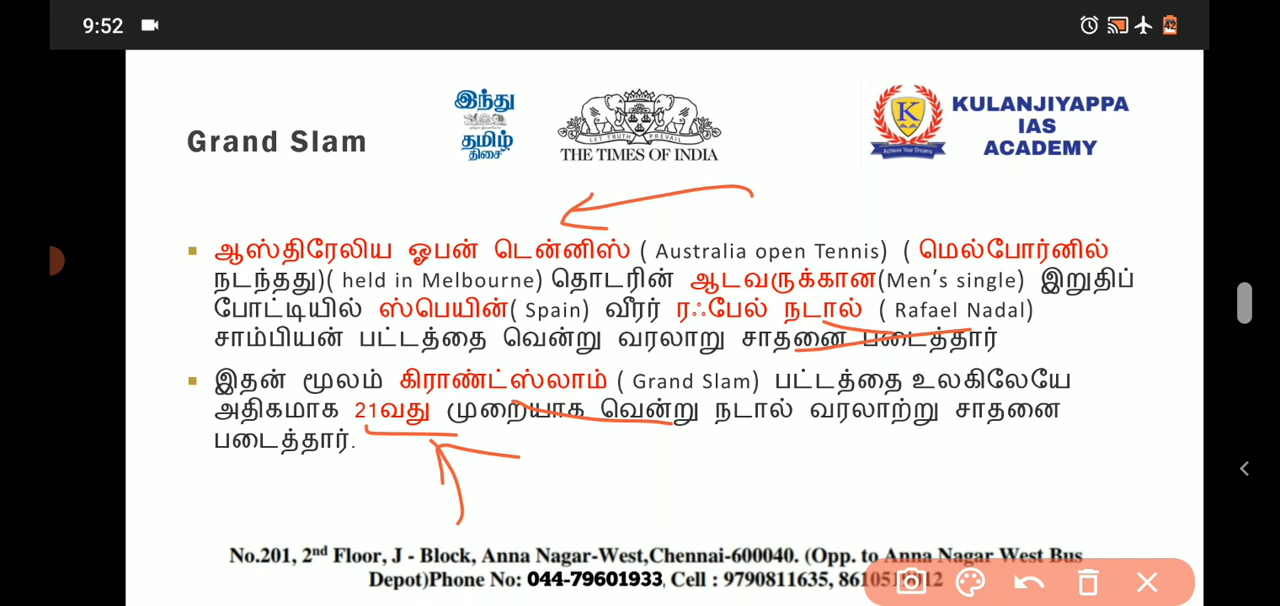 9:52
42
இந்து
தமிழ்
திசை
LET TRUTH PREVAIL
THE TIMES OF INDIA
K
Achieve Your Dreams
KULANJIYAPPA
IAS
ACADEMY
Grand Slam
ஆஸ்திரேலிய ஓபன் டென்னிஸ் ( Australia open Tennis) ( மெல்போர்னில்
நடந்தது)( held in Melbourne) தொடரின் ஆடவருக்கான(Men's single) இறுதிப்
போட்டியில் ஸ்பெயின்( Spain) வீரர் ரஃபேல் நடால் ( Rafael Nadal)
சாம்பியன் பட்டத்தை வென்று வரலாறு சாதனை படைத்தார்
இதன் மூலம் கிராண்ட்ஸ்லாம் ( Grand Slam) பட்டத்தை உலகிலேயே
அதிகமாக 21வது முறையாக வென்று நடால் வரலாற்று சாதனை
படைத்தார்.
No.201, 2nd Floor, J - Block, Anna Nagar-West,Chennai-600040. (Opp. to Anna Nagar West Bus
Depot)Phone No: 044-79601933, Cell : 9790811635,